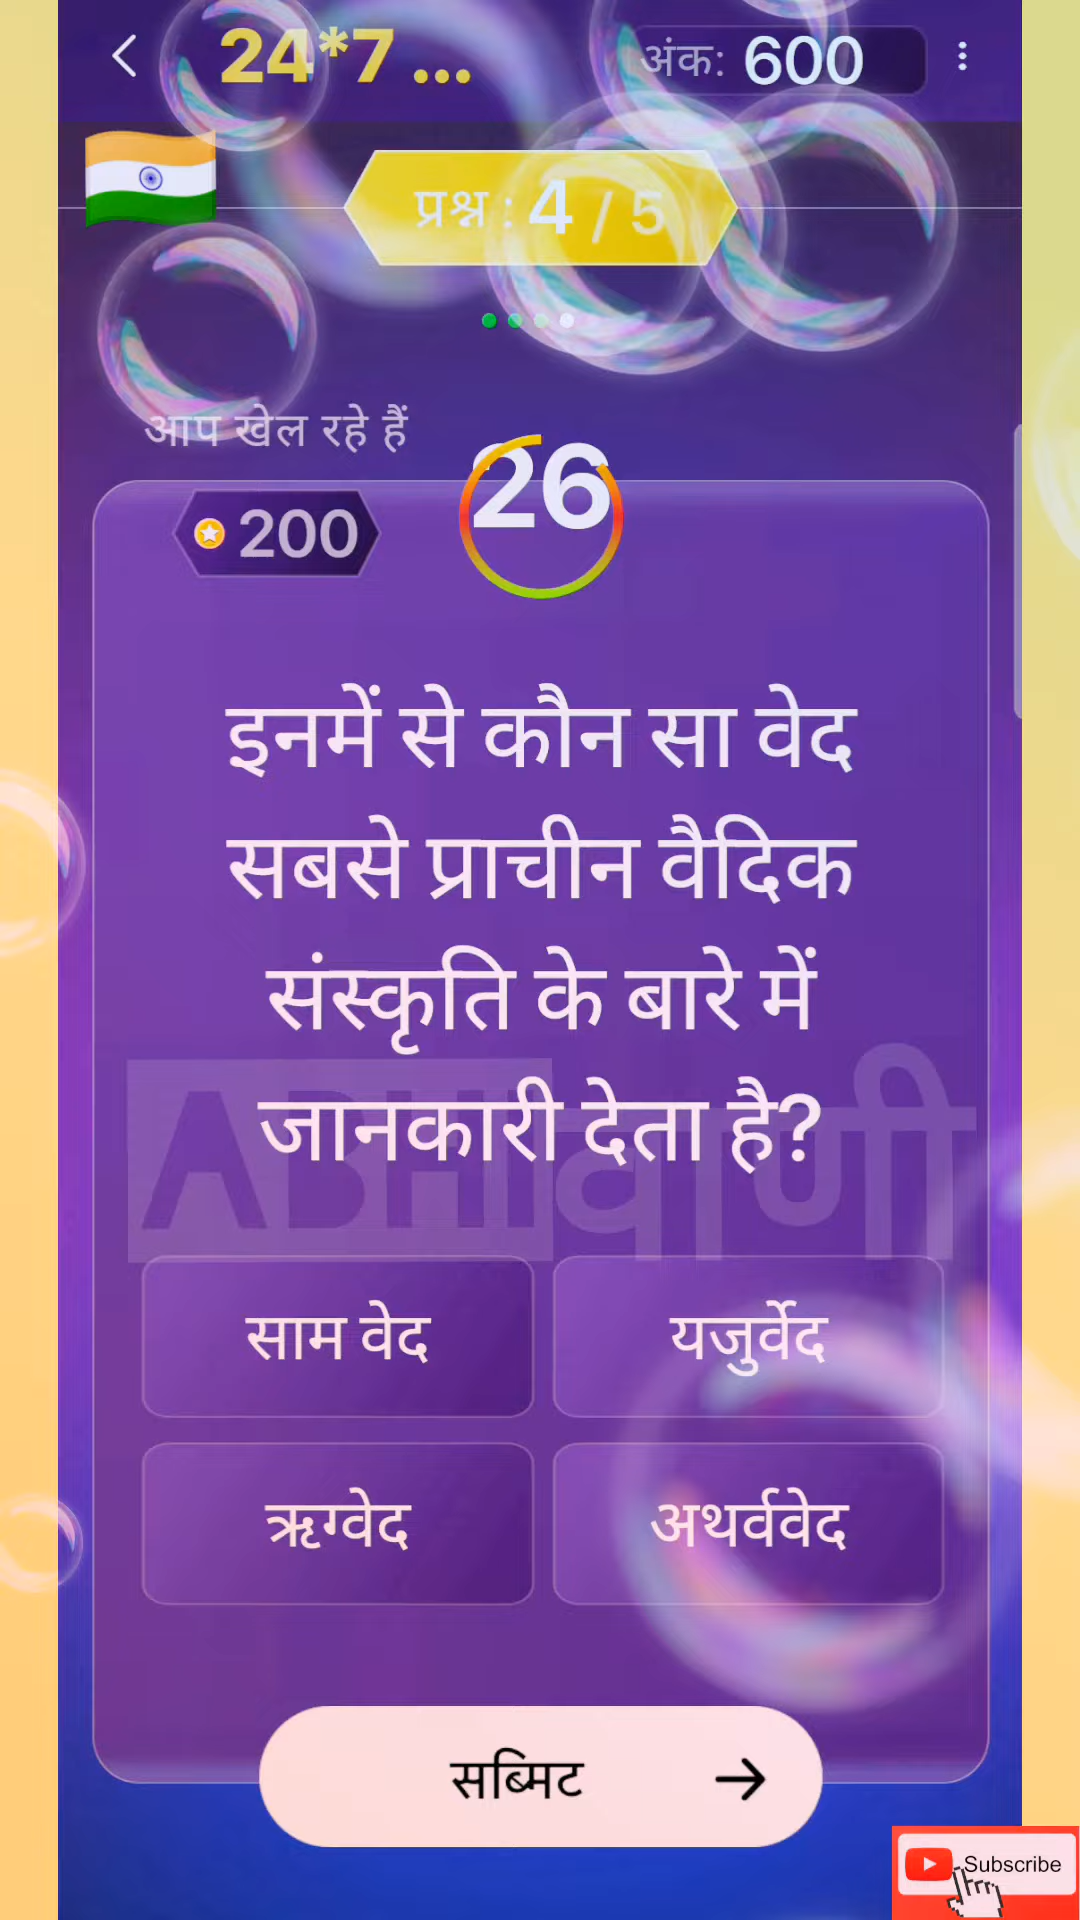 24*7 ...
अंक: 600
प्रश्न : 4 / 5
आप खेल रहे हैं
26
200
इनमें से कौन सा वेद
सबसे प्राचीन वैदिक
संस्कृति के बारे में
जानकारी देता है?
ABHIवाणी
साम वेद
यजुर्वेद
ऋग्वेद
अथर्ववेद
सब्मिट
Subscribe